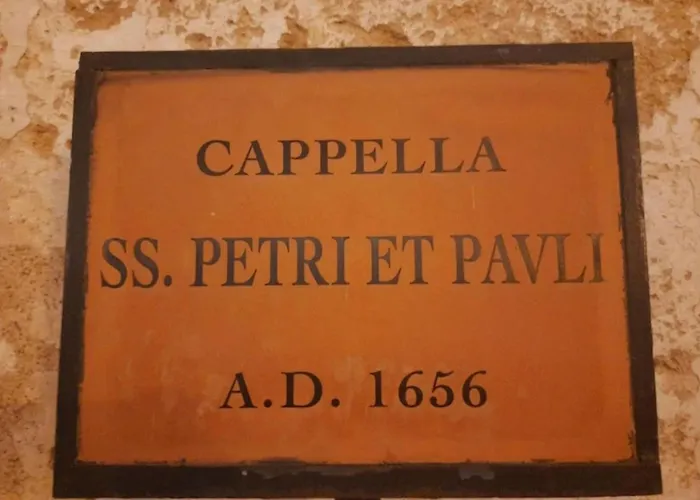 CAPPELLA
SS. PETRI ET PAVLI
A.D. 1656